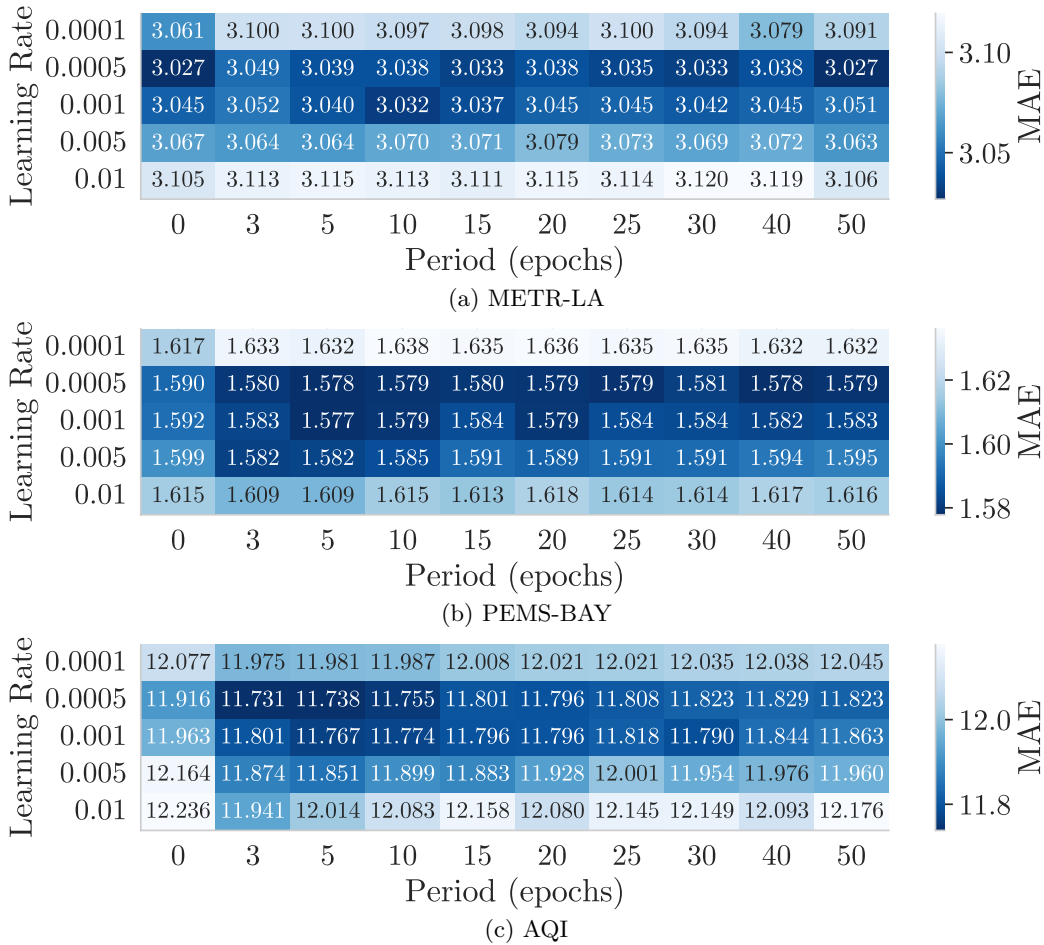 Learning Rate
0.0001 3.061 3.100 3.100 3.097 3.098 3.094 3.100 3.094 3.079 3.091
0.0005 3.027 3.049 3.039 3.038 3.033 3.038 3.035 3.033 3.038 3.027
0.001 3.045 3.052 3.040 3.032 3.037 3.045 3.045 3.042 3.045 3.051
0.005 3.067 3.064 3.064 3.070 3.071 3.079 3.073 3.069 3.072 3.063
0.01 3.105 3.113 3.115 3.113 3.111 3.115 3.114 3.120 3.119 3.106
0 3 5 10 15 20 25 30 40 50
Period (epochs)
3.10
3.05
MAE
(a) METR-LA
Learning Rate
0.0001 1.617 1.633 1.632 1.638 1.635 1.636 1.635 1.635 1.632 1.632
0.0005 1.590 1.580 1.578 1.579 1.580 1.579 1.579 1.581 1.578 1.579
0.001 1.592 1.583 1.577 1.579 1.584 1.579 1.584 1.584 1.582 1.583
0.005 1.599 1.582 1.582 1.585 1.591 1.589 1.591 1.591 1.594 1.595
0.01 1.615 1.609 1.609 1.615 1.613 1.618 1.614 1.614 1.617 1.616
0 3 5 10 15 20 25 30 40 50
Period (epochs)
1.62
1.60
1.58
MAE
(b) PEMS-BAY
Learning Rate
0.0001 12.077 11.975 11.981 11.987 12.008 12.021 12.021 12.035 12.038 12.045
0.0005 11.916 11.731 11.738 11.755 11.801 11.796 11.808 11.823 11.829 11.823
0.001 11.963 11.801 11.767 11.774 11.796 11.796 11.818 11.790 11.844 11.863
0.005 12.164 11.874 11.851 11.899 11.883 11.928 12.001 11.954 11.976 11.960
0.01 12.236 11.941 12.014 12.083 12.158 12.080 12.145 12.149 12.093 12.176
0 3 5 10 15 20 25 30 40 50
Period (epochs)
12.0
11.8
MAE
(c) AQI